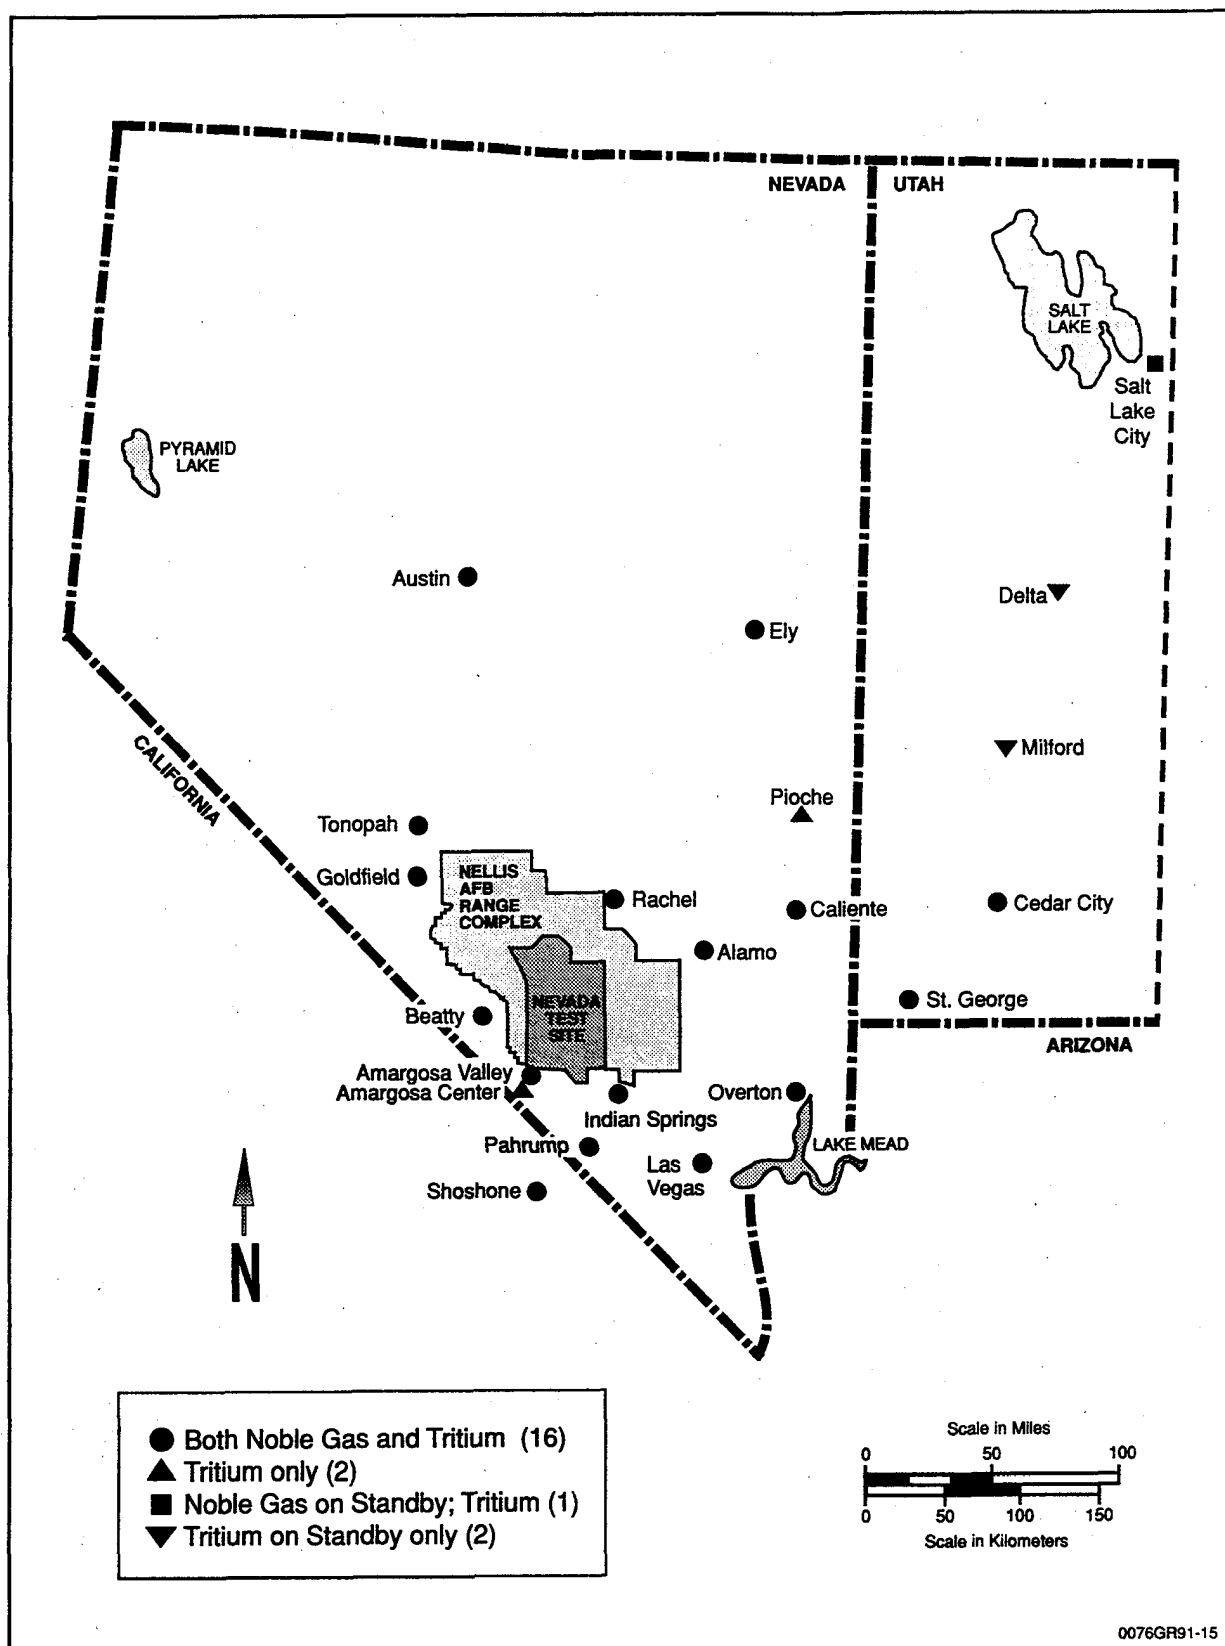 NEVADA
UTAH
SALT
LAKE
Salt
Lake
City
PYRAMID
LAKE
Austin
Delta
Ely
Milford
CALIFORNIA
Pioche
Tonopah
Goldfield
NELLIS
AFB
RANGE
COMPLEX
Rachel
Caliente
Cedar City
Alamo
St. George
Beatty
NEVADA
TEST
SITE
ARIZONA
Amargosa Valley
Amargosa Center
Overton
Indian Springs
Pahrump
LAKE MEAD
Las
Vegas
Shoshone
N
Both Noble Gas and Tritium (16)
Tritium only (2)
Noble Gas on Standby; Tritium (1)
Tritium on Standby only (2)
Scale in Miles
0 50 100
0 50 100 150
Scale in Kilometers
0076GR91-15